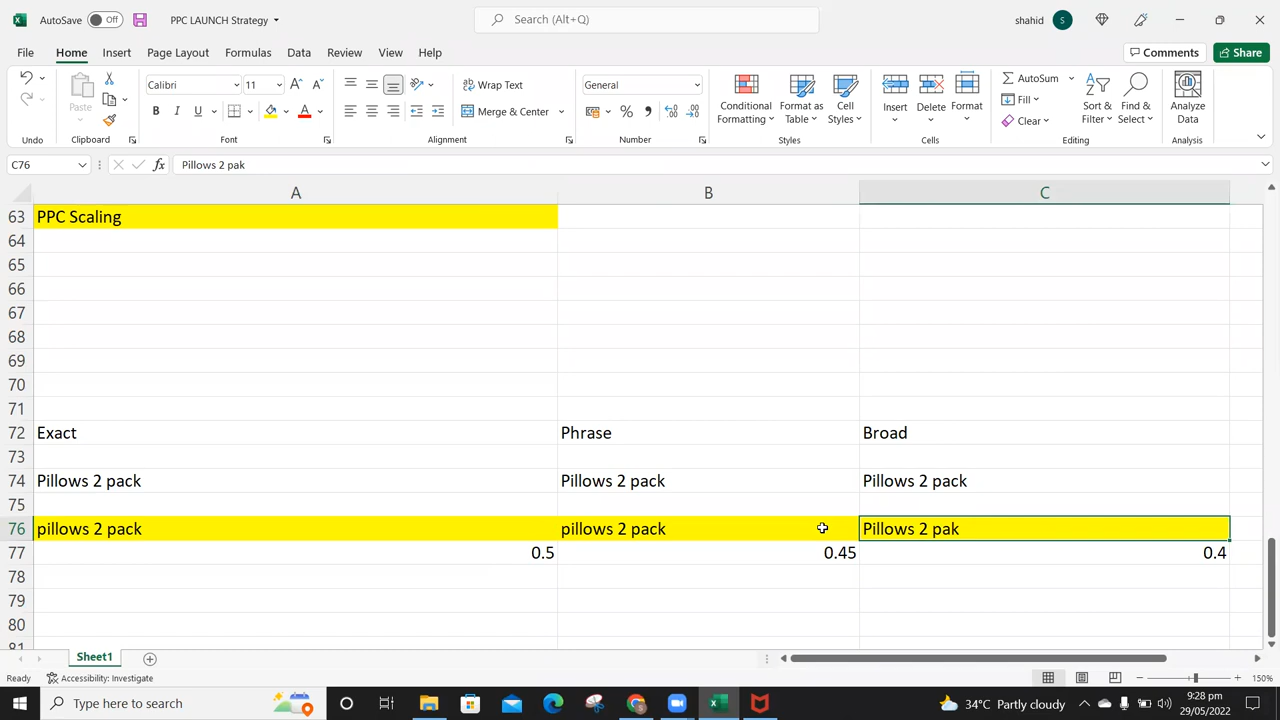 AutoSave Off PPC LAUNCH Strategy Search (Alt+Q) shahid S
File Home Insert Page Layout Formulas Data Review View Help Comments Share
Calibri 11 Wrap Text General AutoSum
Paste B I U Merge & Center Conditional Formatting Format as Table Cell Styles Insert Delete Format Fill Clear Sort & Filter Find & Select Analyze Data
Undo Clipboard Font Alignment Number Styles Cells Editing Analysis
C76 fx Pillows 2 pak
A B C
63 PPC Scaling
64
65
66
67
68
69
70
71
72 Exact Phrase Broad
73
74 Pillows 2 pack Pillows 2 pack Pillows 2 pack
75
76 pillows 2 pack pillows 2 pack Pillows 2 pak
77 0.5 0.45 0.4
78
79
80
81
Sheet1
Ready Accessibility: Investigate 150%
Type here to search 34°C Partly cloudy 9:28 pm
29/05/2022